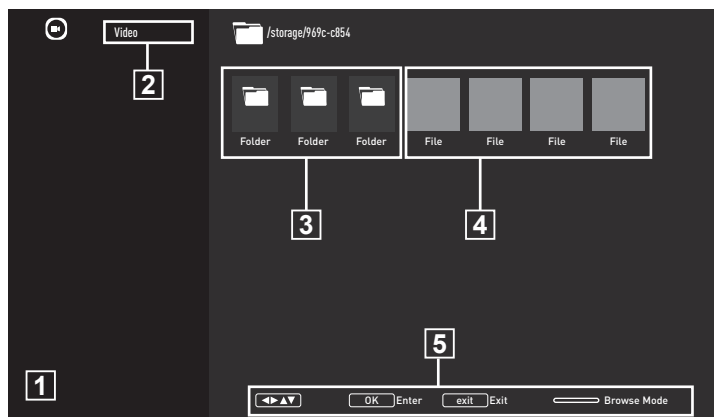 Video
/storage/969c-c854
2
Folder Folder Folder File File File File
3 4
5
1
◀▶▲▼ OK Enter exit Exit Browse Mode